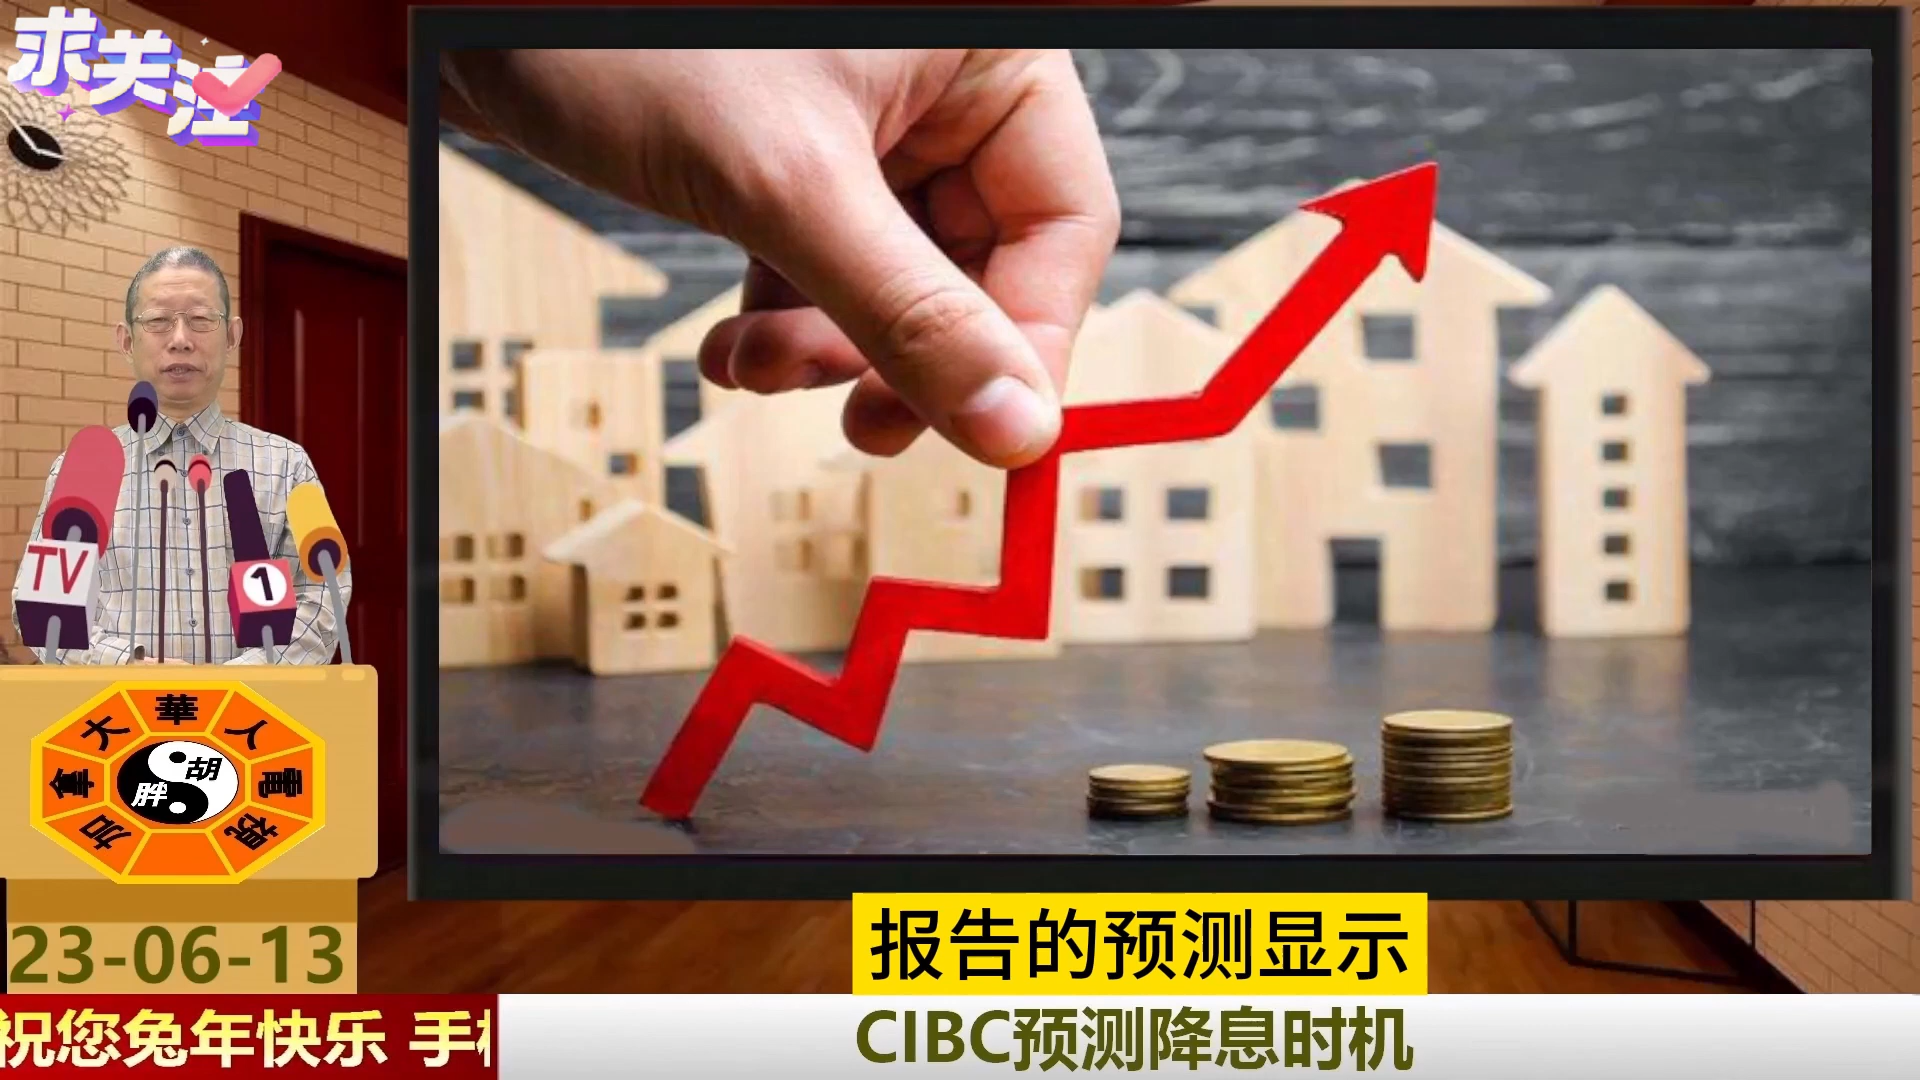 求关注
TV
1
加拿大華人電視
胖胡
23-06-13
报告的预测显示
祝您兔年快乐 手
CIBC预测降息时机